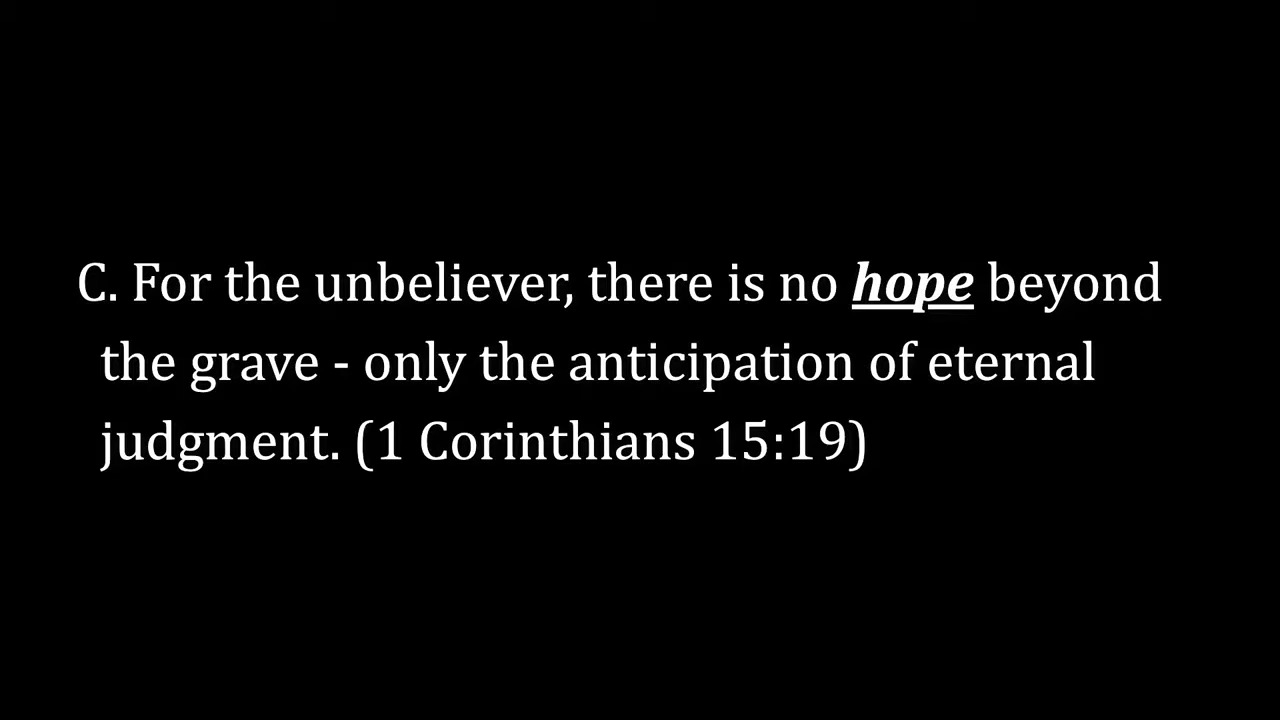 C. For the unbeliever, there is no hope beyond
the grave - only the anticipation of eternal
judgment. (1 Corinthians 15:19)